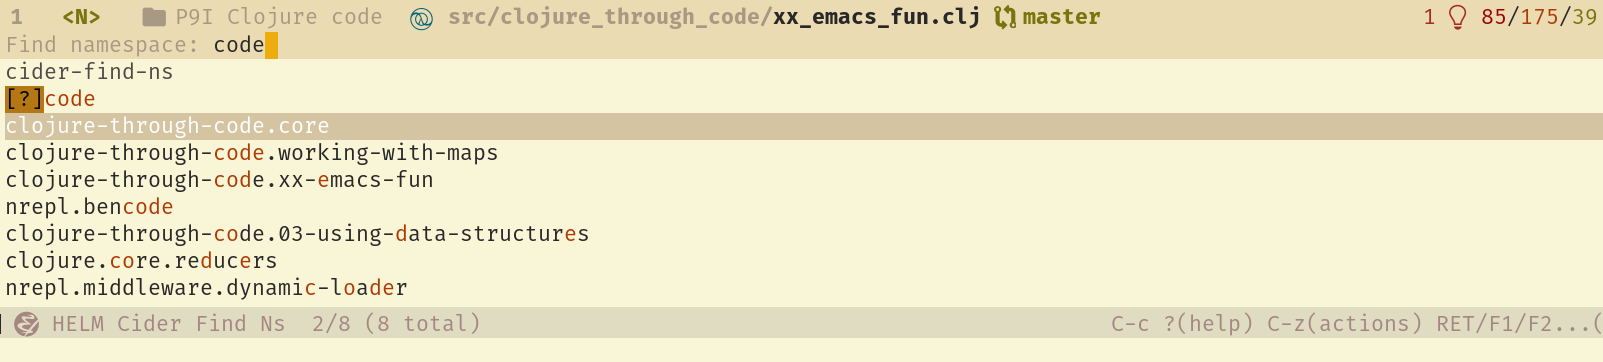 1 <N> P9I Clojure code src/clojure_through_code/xx_emacs_fun.clj master 1 85/175/39
Find namespace: code
cider-find-ns
[?]code
clojure-through-code.core
clojure-through-code.working-with-maps
clojure-through-code.xx-emacs-fun
nrepl.bencode
clojure-through-code.03-using-data-structures
clojure.core.reducers
nrepl.middleware.dynamic-loader
HELM Cider Find Ns 2/8 (8 total) C-c ?(help) C-z(actions) RET/F1/F2...(